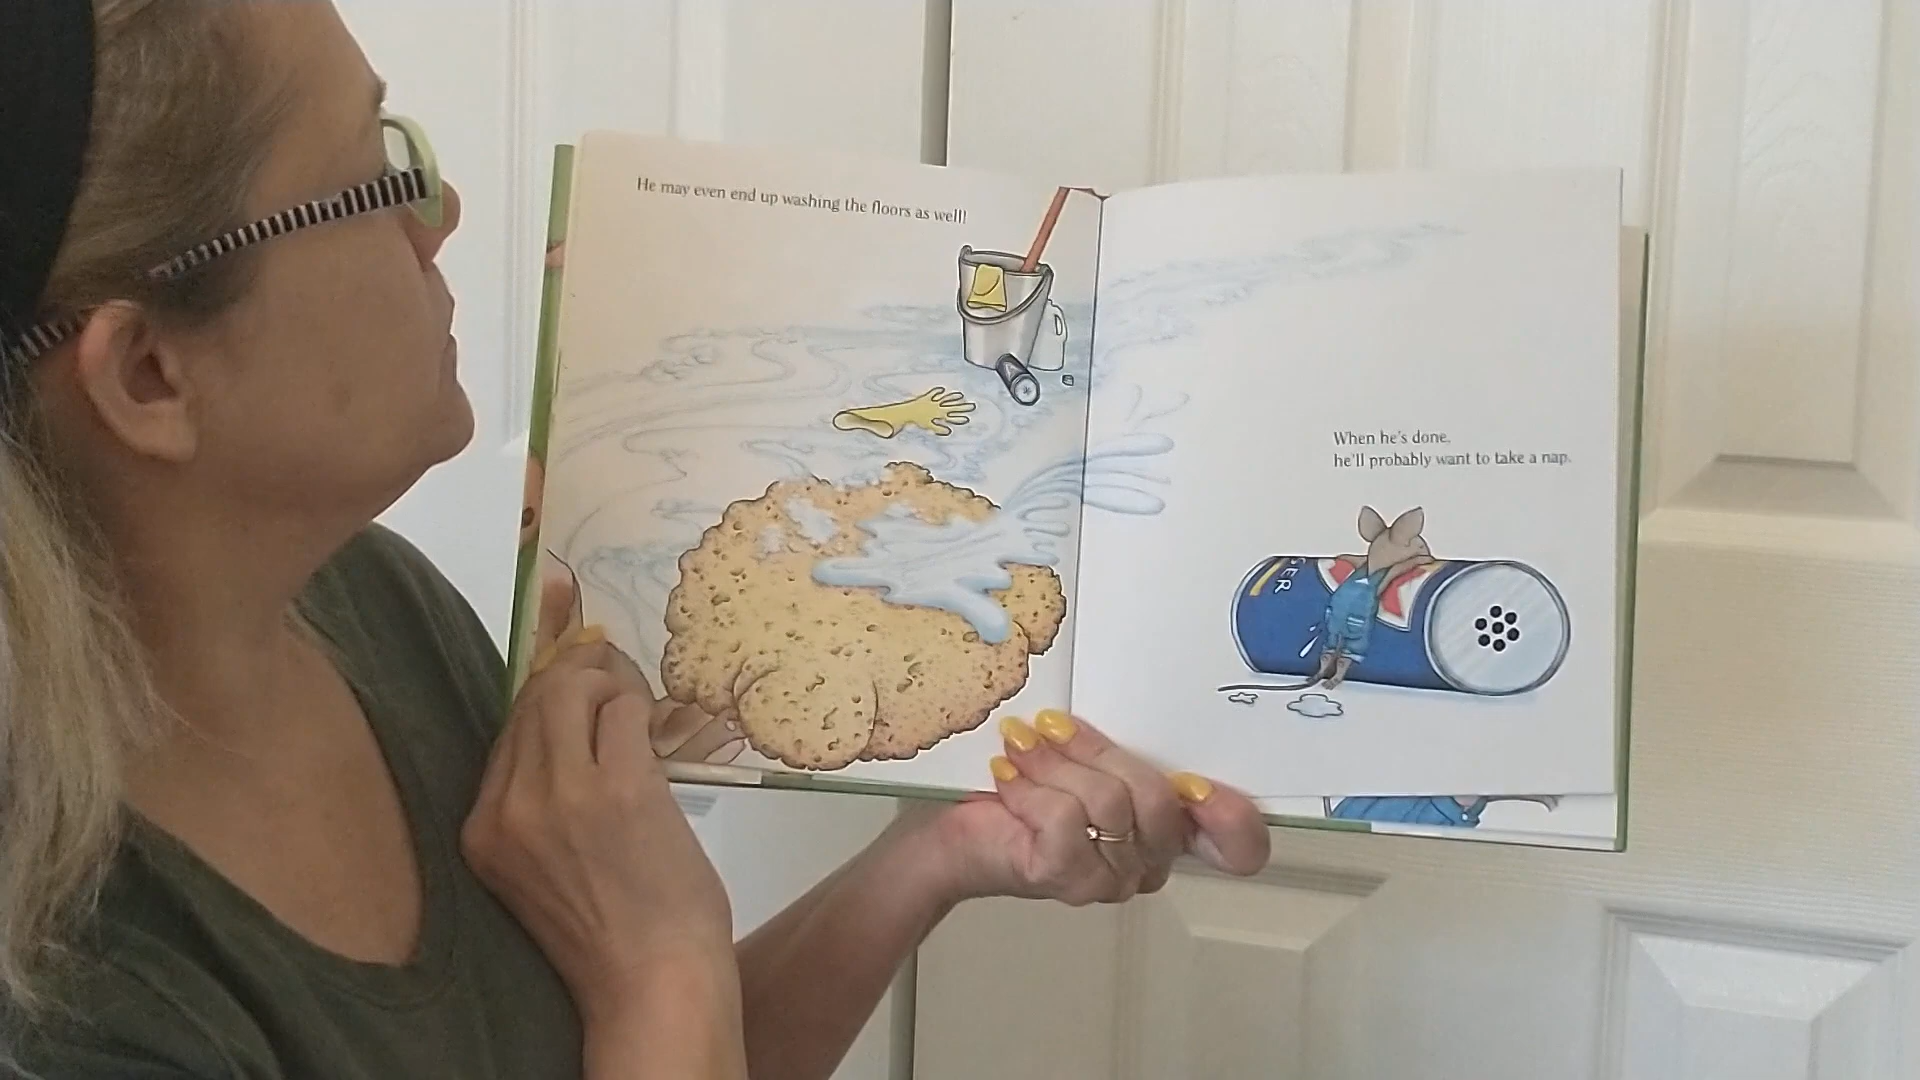 He may even end up washing the floors as well!
When he's done,
he'll probably want to take a nap.
SER